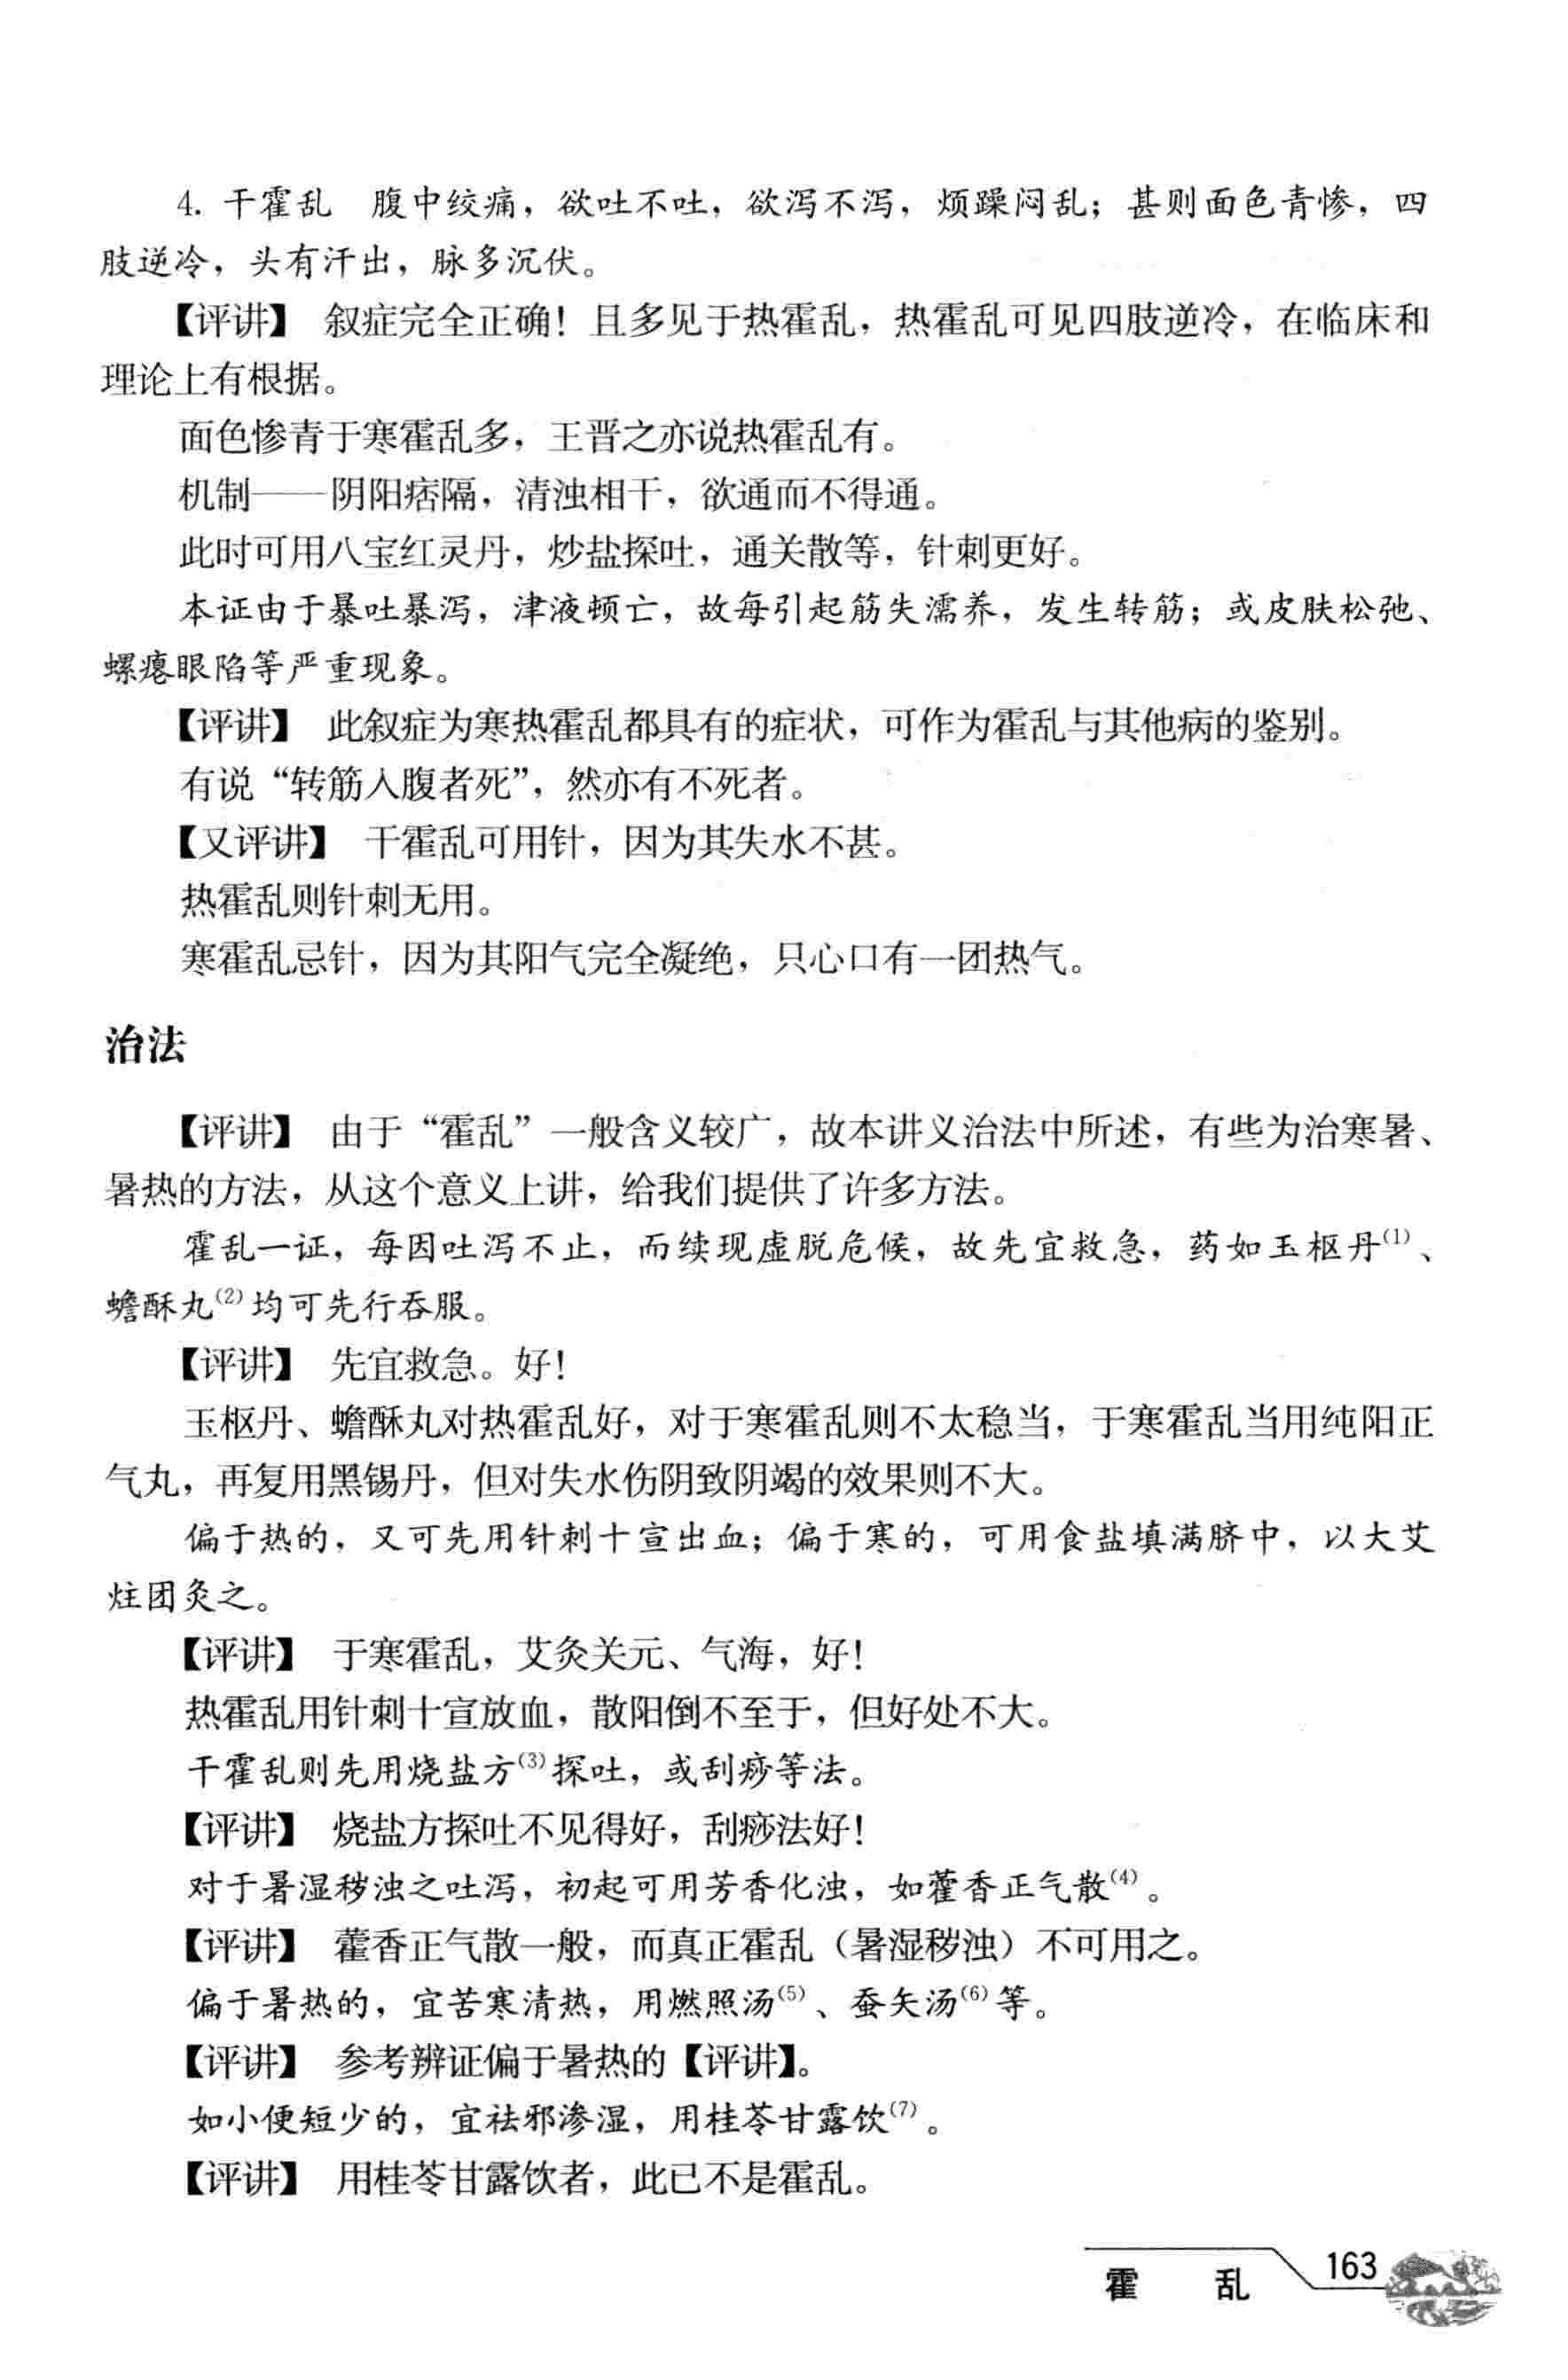 4. 干霍乱　腹中绞痛，欲吐不吐，欲泻不泻，烦躁闷乱；甚则面色青惨，四
肢逆冷，头有汗出，脉多沉伏。
【评讲】　叙症完全正确！且多见于热霍乱，热霍乱可见四肢逆冷，在临床和
理论上有根据。
面色惨青于寒霍乱多，王晋之亦说热霍乱有。
机制——阴阳痞隔，清浊相干，欲通而不得通。
此时可用八宝红灵丹，炒盐探吐，通关散等，针刺更好。
本证由于暴吐暴泻，津液顿亡，故每引起筋失濡养，发生转筋；或皮肤松弛、
螺瘪眼陷等严重现象。
【评讲】　此叙症为寒热霍乱都具有的症状，可作为霍乱与其他病的鉴别。
有说“转筋入腹者死”，然亦有不死者。
【又评讲】　干霍乱可用针，因为其失水不甚。
热霍乱则针刺无用。
寒霍乱忌针，因为其阳气完全凝绝，只心口有一团热气。
治法
【评讲】　由于“霍乱”一般含义较广，故本讲义治法中所述，有些为治寒暑、
暑热的方法，从这个意义上讲，给我们提供了许多方法。
霍乱一证，每因吐泻不止，而续现虚脱危候，故先宜救急，药如玉枢丹⁽¹⁾、
蟾酥丸⁽²⁾均可先行吞服。
【评讲】　先宜救急。好！
玉枢丹、蟾酥丸对热霍乱好，对于寒霍乱则不太稳当，于寒霍乱当用纯阳正
气丸，再复用黑锡丹，但对失水伤阴致阴竭的效果则不大。
偏于热的，又可先用针刺十宣出血；偏于寒的，可用食盐填满脐中，以大艾
炷团灸之。
【评讲】　于寒霍乱，艾灸关元、气海，好！
热霍乱用针刺十宣放血，散阳倒不至于，但好处不大。
干霍乱则先用烧盐方⁽³⁾探吐，或刮痧等法。
【评讲】　烧盐方探吐不见得好，刮痧法好！
对于暑湿秽浊之吐泻，初起可用芳香化浊，如藿香正气散⁽⁴⁾。
【评讲】　藿香正气散一般，而真正霍乱（暑湿秽浊）不可用之。
偏于暑热的，宜苦寒清热，用燃照汤⁽⁵⁾、蚕矢汤⁽⁶⁾等。
【评讲】　参考辨证偏于暑热的【评讲】。
如小便短少的，宜祛邪渗湿，用桂苓甘露饮⁽⁷⁾。
【评讲】　用桂苓甘露饮者，此已不是霍乱。
霍　乱　163